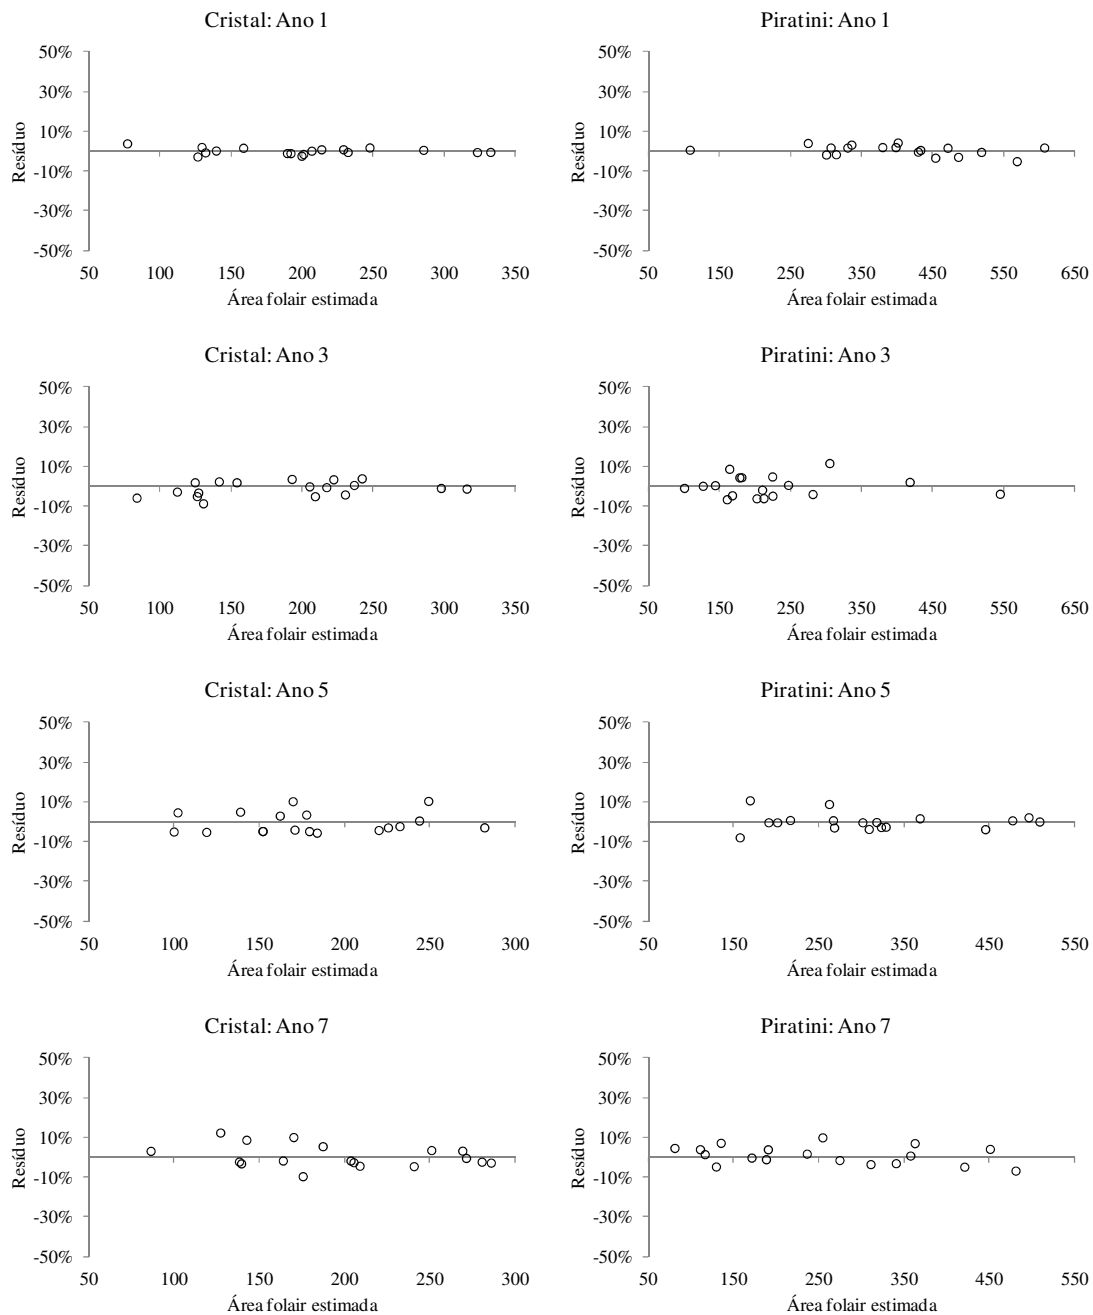 Cristal: Ano 1
50%
30%
10%
-10%
-30%
-50%
Resíduo
50 100 150 200 250 300 350
Área folair estimada
Piratini: Ano 1
50%
30%
10%
-10%
-30%
-50%
Resíduo
50 150 250 350 450 550 650
Área folair estimada
Cristal: Ano 3
50%
30%
10%
-10%
-30%
-50%
Resíduo
50 100 150 200 250 300 350
Área folair estimada
Piratini: Ano 3
50%
30%
10%
-10%
-30%
-50%
Resíduo
50 150 250 350 450 550 650
Área folair estimada
Cristal: Ano 5
50%
30%
10%
-10%
-30%
-50%
Resíduo
50 100 150 200 250 300
Área folair estimada
Piratini: Ano 5
50%
30%
10%
-10%
-30%
-50%
Resíduo
50 150 250 350 450 550
Área folair estimada
Cristal: Ano 7
50%
30%
10%
-10%
-30%
-50%
Resíduo
50 100 150 200 250 300
Área folair estimada
Piratini: Ano 7
50%
30%
10%
-10%
-30%
-50%
Resíduo
50 150 250 350 450 550
Área folair estimada